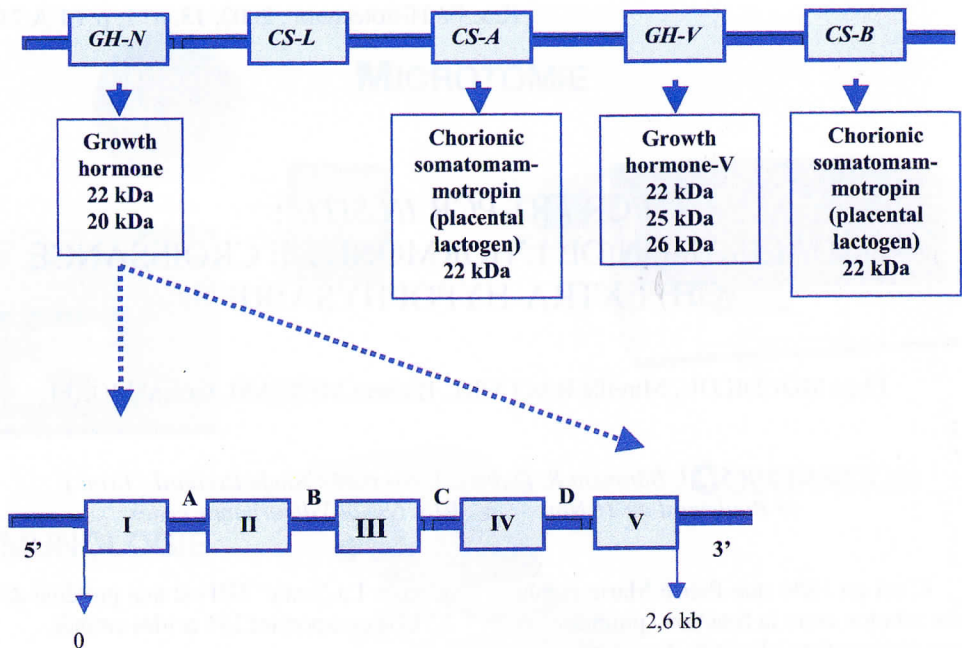 GH-N CS-L CS-A GH-V CS-B
Growth
hormone
22 kDa
20 kDa
Chorionic
somatomam-
motropin
(placental
lactogen)
22 kDa
Growth
hormone-V
22 kDa
25 kDa
26 kDa
Chorionic
somatomam-
motropin
(placental
lactogen)
22 kDa
A B C D
I II III IV V
5’ 3’
0 2,6 kb